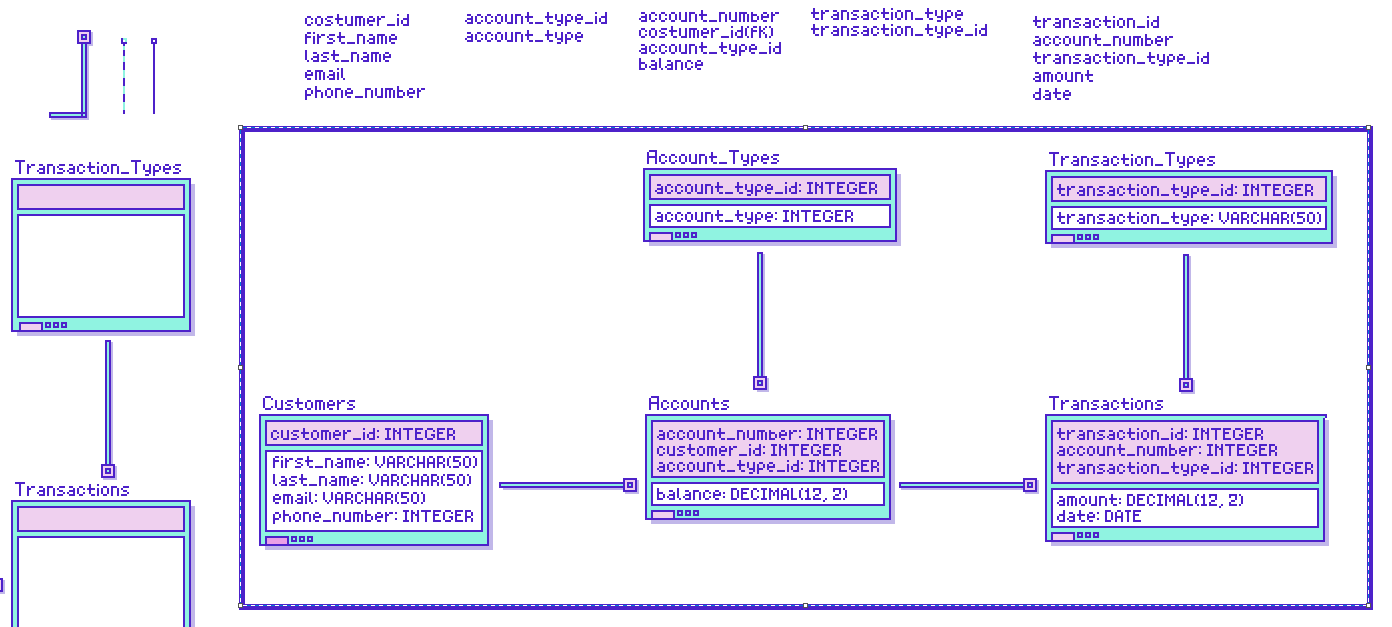 costumer_id
first_name
last_name
email
phone_number
account_type_id
account_type
account_number
costumer_id(fK)
account_type_id
balance
transaction_type
transaction_type_id
transaction_id
account_number
transaction_type_id
amount
date
Transaction_Types
Transactions
Account_Types
account_type_id: INTEGER
account_type: INTEGER
Transaction_Types
transaction_type_id: INTEGER
transaction_type: VARCHAR(50)
Customers
customer_id: INTEGER
first_name: VARCHAR(50)
last_name: VARCHAR(50)
email: VARCHAR(50)
phone_number: INTEGER
Accounts
account_number: INTEGER
customer_id: INTEGER
account_type_id: INTEGER
balance: DECIMAL(12, 2)
Transactions
transaction_id: INTEGER
account_number: INTEGER
transaction_type_id: INTEGER
amount: DECIMAL(12, 2)
date: DATE